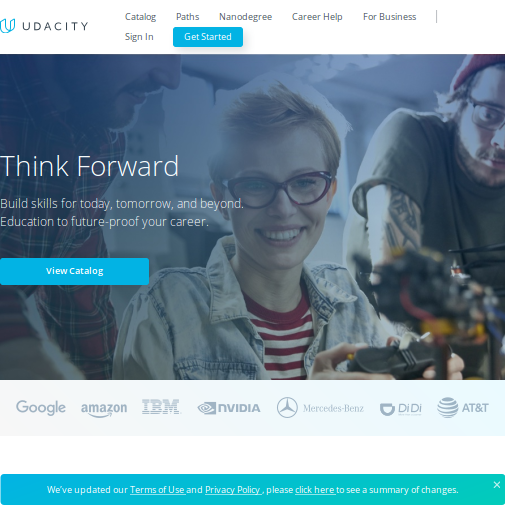 UDACITY
Catalog Paths Nanodegree Career Help For Business
Sign In Get Started
Think Forward
Build skills for today, tomorrow, and beyond.
Education to future-proof your career.
View Catalog
Google amazon IBM NVIDIA Mercedes-Benz DiDi AT&T
We've updated our Terms of Use and Privacy Policy , please click here to see a summary of changes. ×